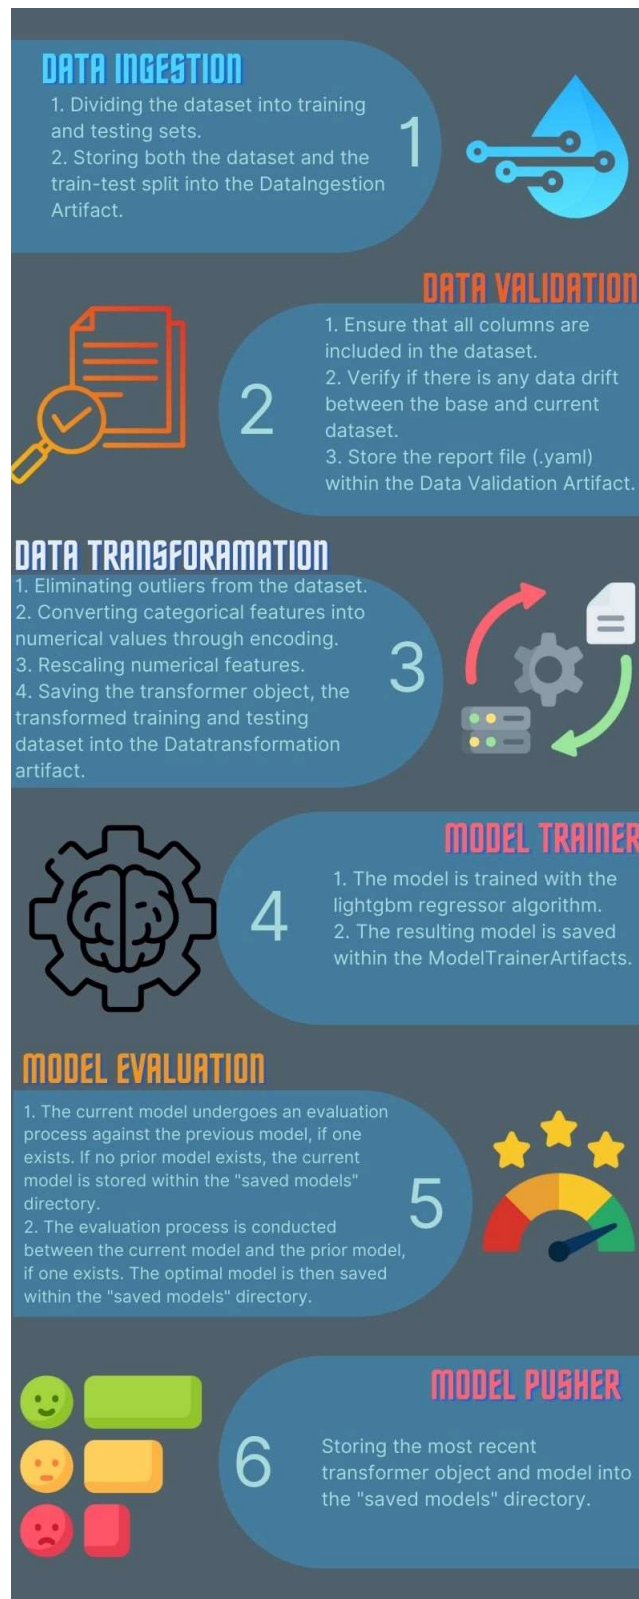 DATA INGESTION
1. Dividing the dataset into training
and testing sets.
2. Storing both the dataset and the
train-test split into the DataIngestion
Artifact.
1
DATA VALIDATION
2
1. Ensure that all columns are
included in the dataset.
2. Verify if there is any data drift
between the base and current
dataset.
3. Store the report file (.yaml)
within the Data Validation Artifact.
DATA TRANSFORAMATION
1. Eliminating outliers from the dataset.
2. Converting categorical features into
numerical values through encoding.
3. Rescaling numerical features.
4. Saving the transformer object, the
transformed training and testing
dataset into the Datatransformation
artifact.
3
MODEL TRAINER
4
1. The model is trained with the
lightgbm regressor algorithm.
2. The resulting model is saved
within the ModelTrainerArtifacts.
MODEL EVALUATION
1. The current model undergoes an evaluation
process against the previous model, if one
exists. If no prior model exists, the current
model is stored within the "saved models"
directory.
2. The evaluation process is conducted
between the current model and the prior model,
if one exists. The optimal model is then saved
within the "saved models" directory.
5
MODEL PUSHER
6
Storing the most recent
transformer object and model into
the "saved models" directory.